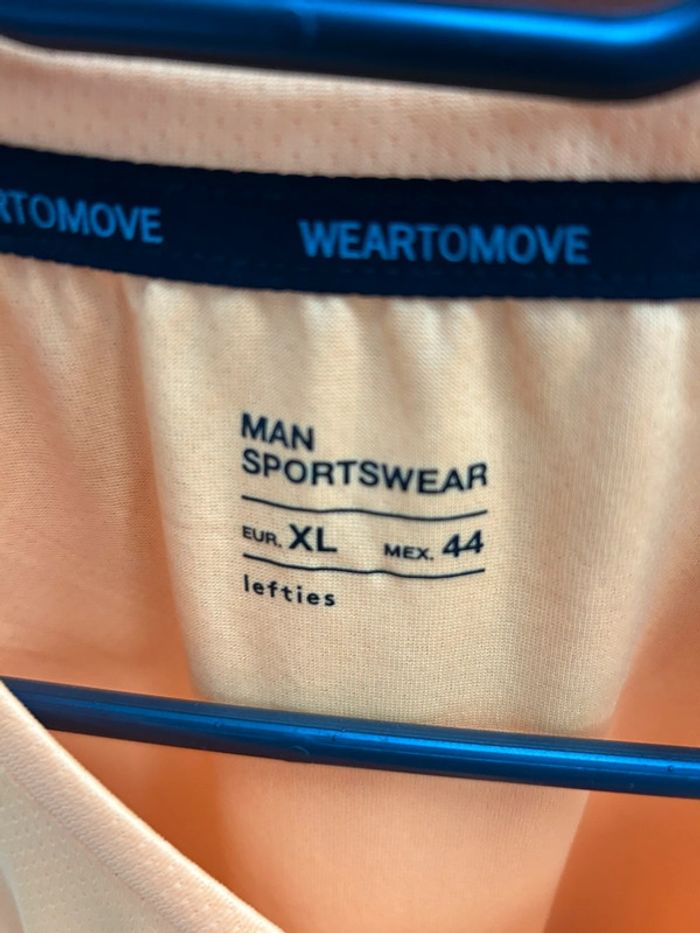 RTOMOVE WEARTOMOVE
MAN
SPORTSWEAR
EUR. XL MEX. 44
lefties